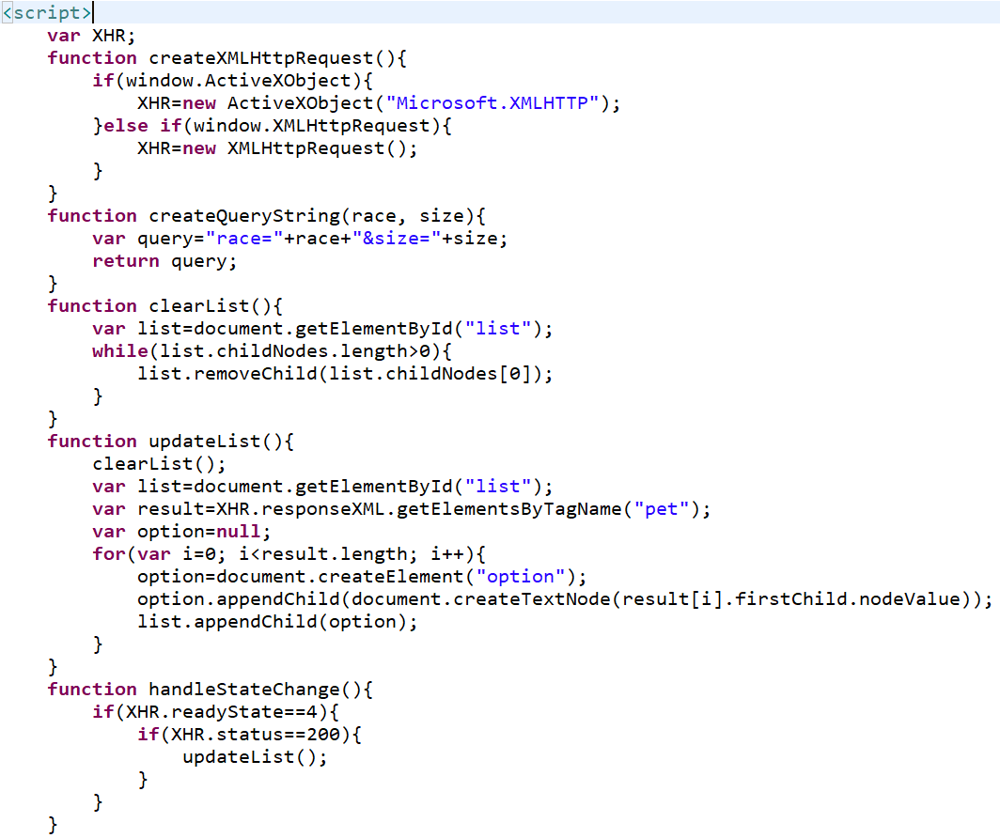 <script>
    var XHR;
    function createXMLHttpRequest(){
        if(window.ActiveXObject){
            XHR=new ActiveXObject("Microsoft.XMLHTTP");
        }else if(window.XMLHttpRequest){
            XHR=new XMLHttpRequest();
        }
    }
    function createQueryString(race, size){
        var query="race="+race+"&size="+size;
        return query;
    }
    function clearList(){
        var list=document.getElementById("list");
        while(list.childNodes.length>0){
            list.removeChild(list.childNodes[0]);
        }
    }
    function updateList(){
        clearList();
        var list=document.getElementById("list");
        var result=XHR.responseXML.getElementsByTagName("pet");
        var option=null;
        for(var i=0; i<result.length; i++){
            option=document.createElement("option");
            option.appendChild(document.createTextNode(result[i].firstChild.nodeValue));
            list.appendChild(option);
        }
    }
    function handleStateChange(){
        if(XHR.readyState==4){
            if(XHR.status==200){
                updateList();
            }
        }
    }